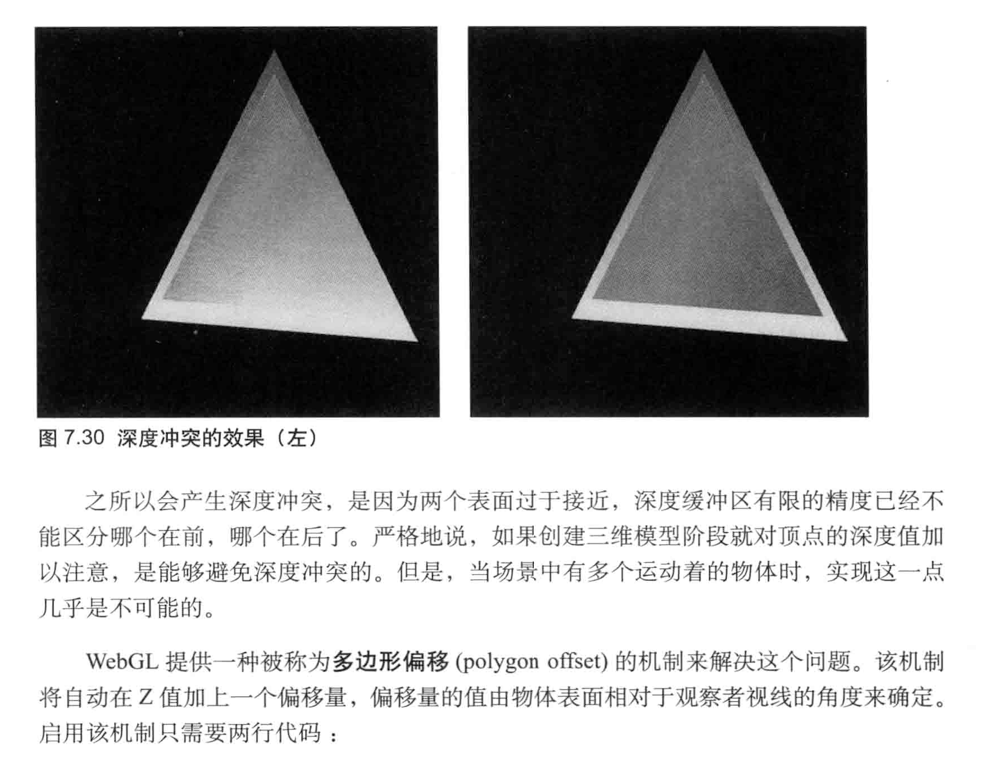 图 7.30 深度冲突的效果（左）
之所以会产生深度冲突，是因为两个表面过于接近，深度缓冲区有限的精度已经不
能区分哪个在前，哪个在后了。严格地说，如果创建三维模型阶段就对顶点的深度值加
以注意，是能够避免深度冲突的。但是，当场景中有多个运动着的物体时，实现这一点
几乎是不可能的。
WebGL 提供一种被称为多边形偏移 (polygon offset) 的机制来解决这个问题。该机制
将自动在 Z 值加上一个偏移量，偏移量的值由物体表面相对于观察者视线的角度来确定。
启用该机制只需要两行代码：